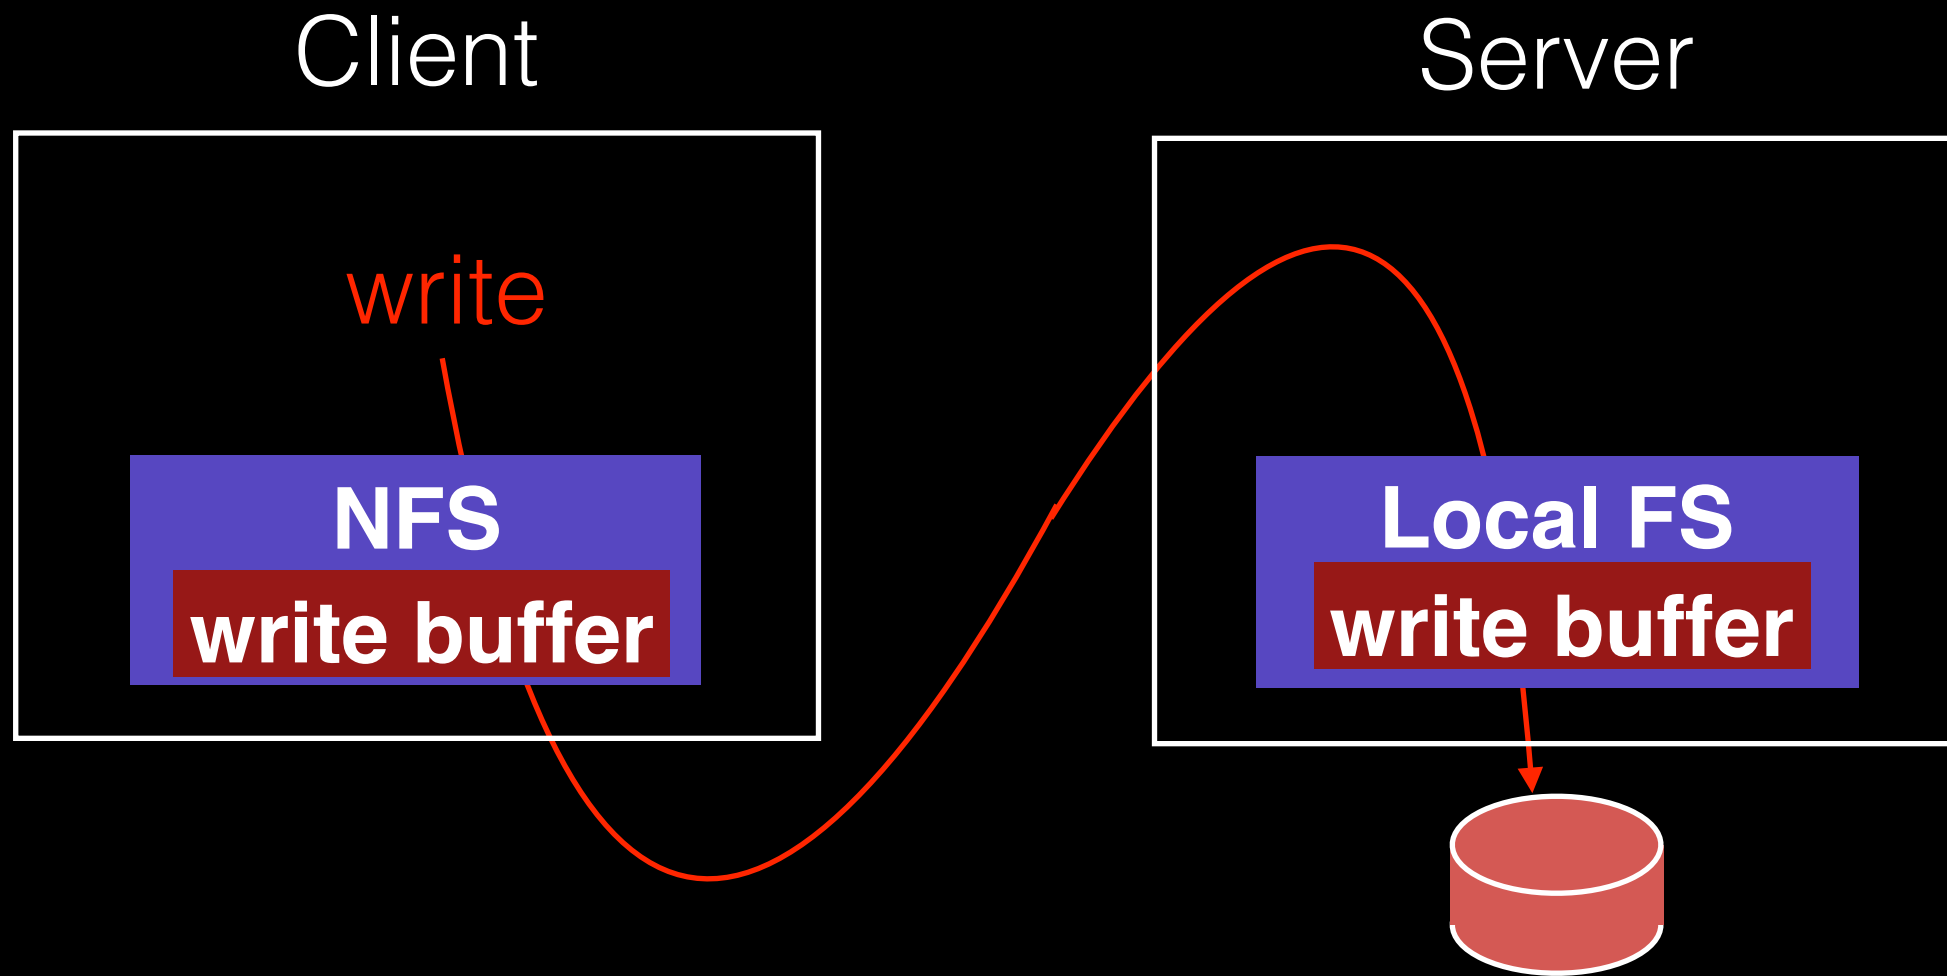 Client
Server
write
NFS
write buffer
Local FS
write buffer